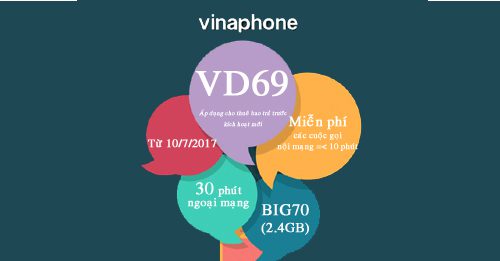 vinaphone
VD69
Áp dụng cho thuê bao trả trước
kích hoạt mới
Miễn phí
các cuộc gọi
nội mạng =< 10 phút
Từ 10/7/2017
30 phút
ngoại mạng
BIG70
(2.4GB)